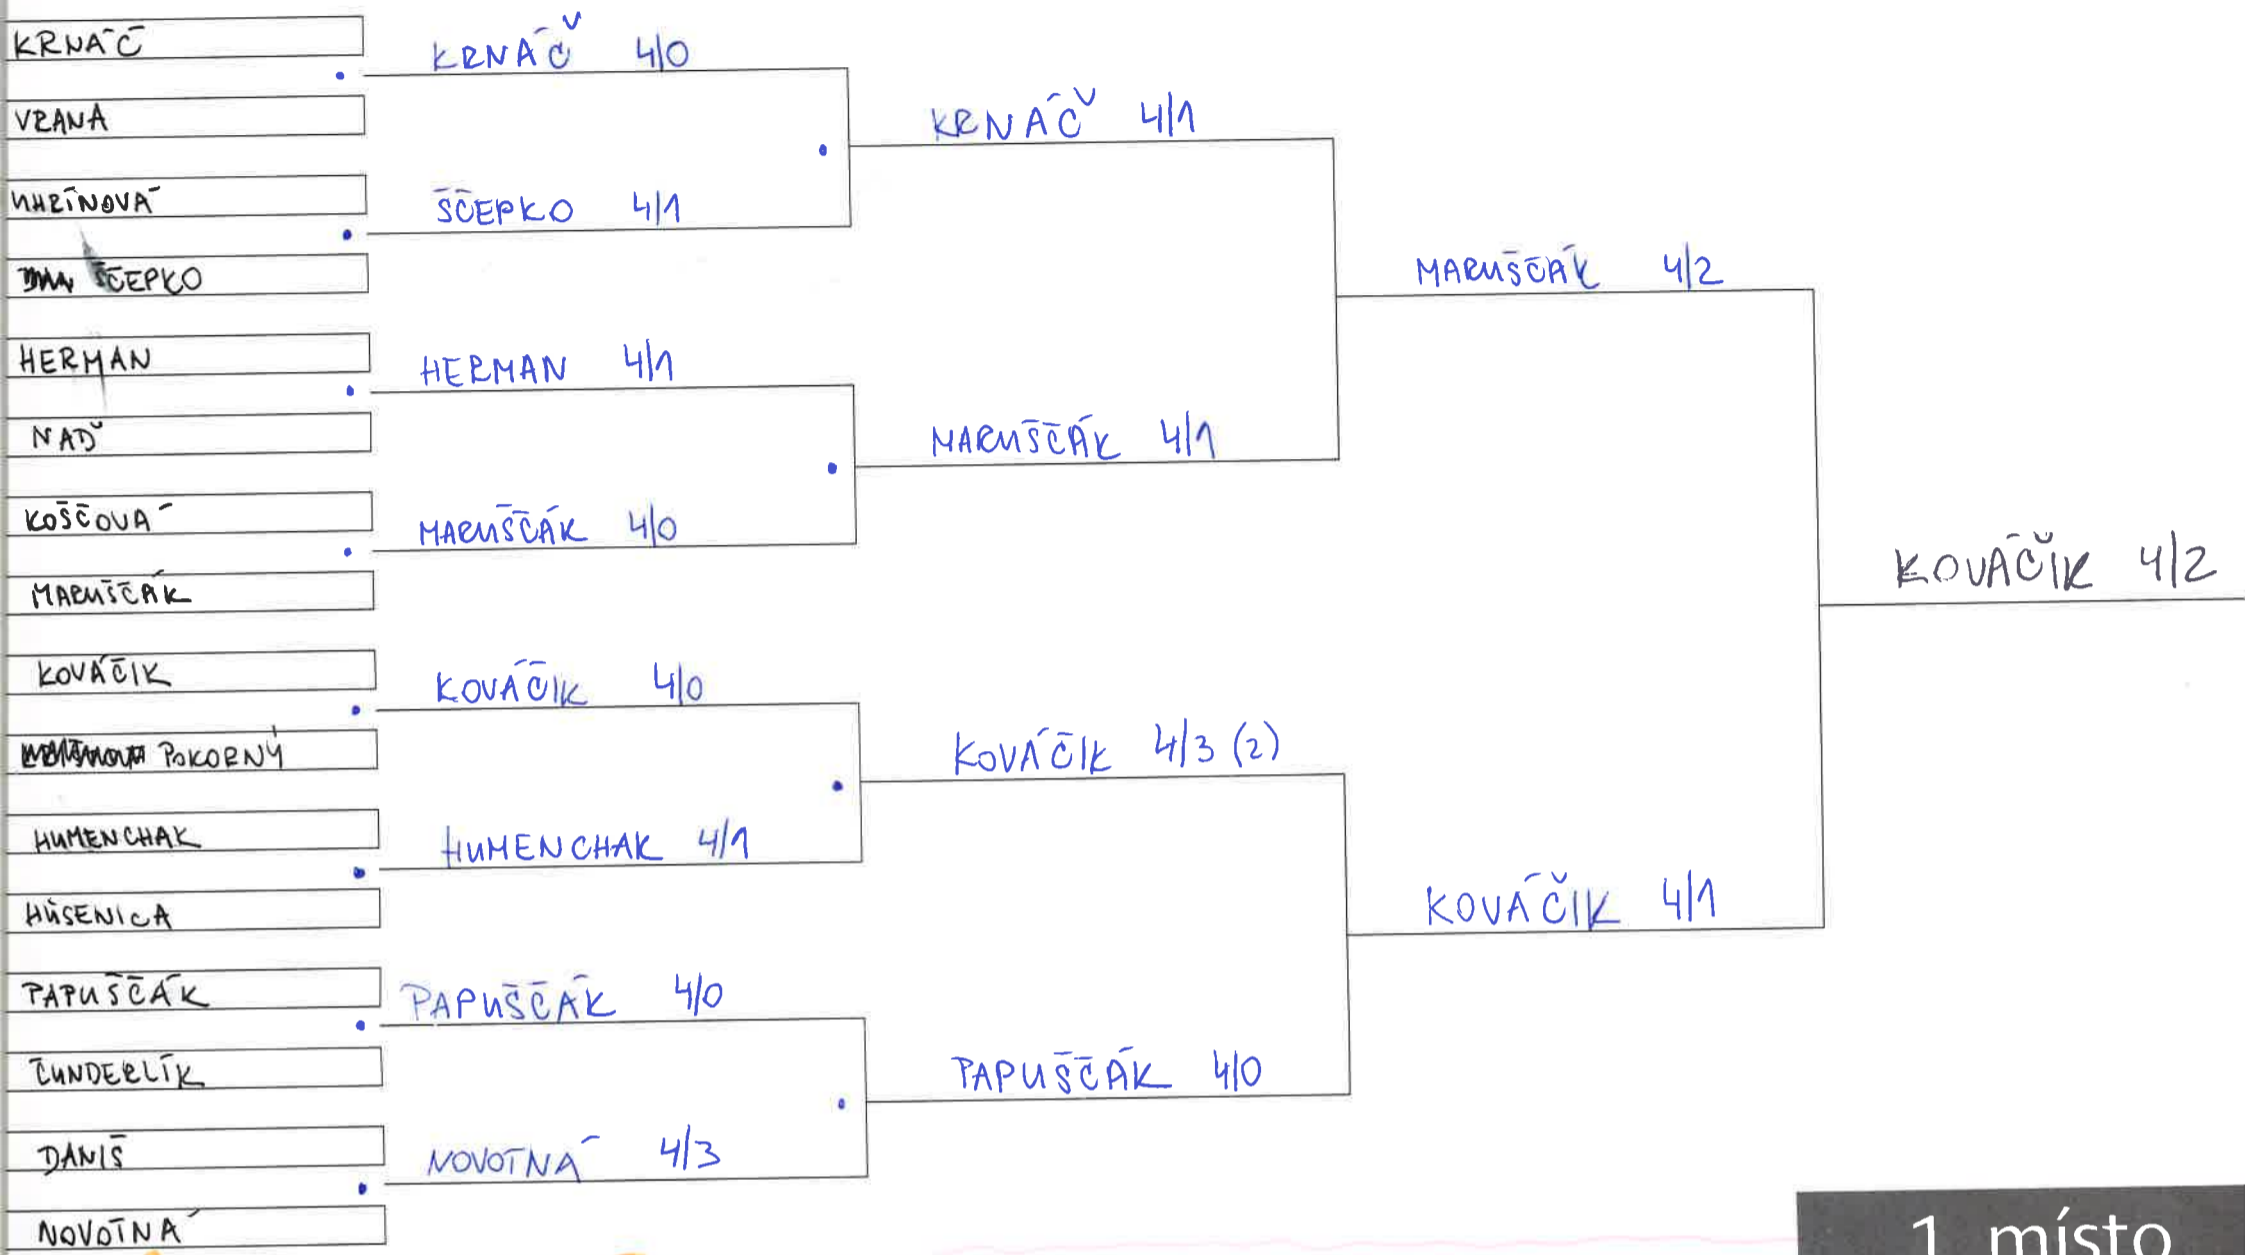 KRNÁČ
VRANA
UHRÍNOVÁ
ŠČEPKO
HERMAN
NAĎ
KOŠČOVÁ
MARUŠČÁK
KOVÁČIK
POKORNÝ
HUMENCHAK
HÚSENICA
PAPUŠČÁK
ČUNDERLÍK
DANIŠ
NOVOTNÁ
KRNÁČ 4/0
ŠČEPKO 4/1
HERMAN 4/1
MARUŠČÁK 4/0
KOVÁČIK 4/0
HUMENCHAK 4/1
PAPUŠČÁK 4/0
NOVOTNÁ 4/3
KRNÁČ 4/1
MARUŠČÁK 4/1
KOVÁČIK 4/3 (2)
PAPUŠČÁK 4/0
MARUŠČÁK 4/2
KOVÁČIK 4/1
KOVÁČIK 4/2
1. místo